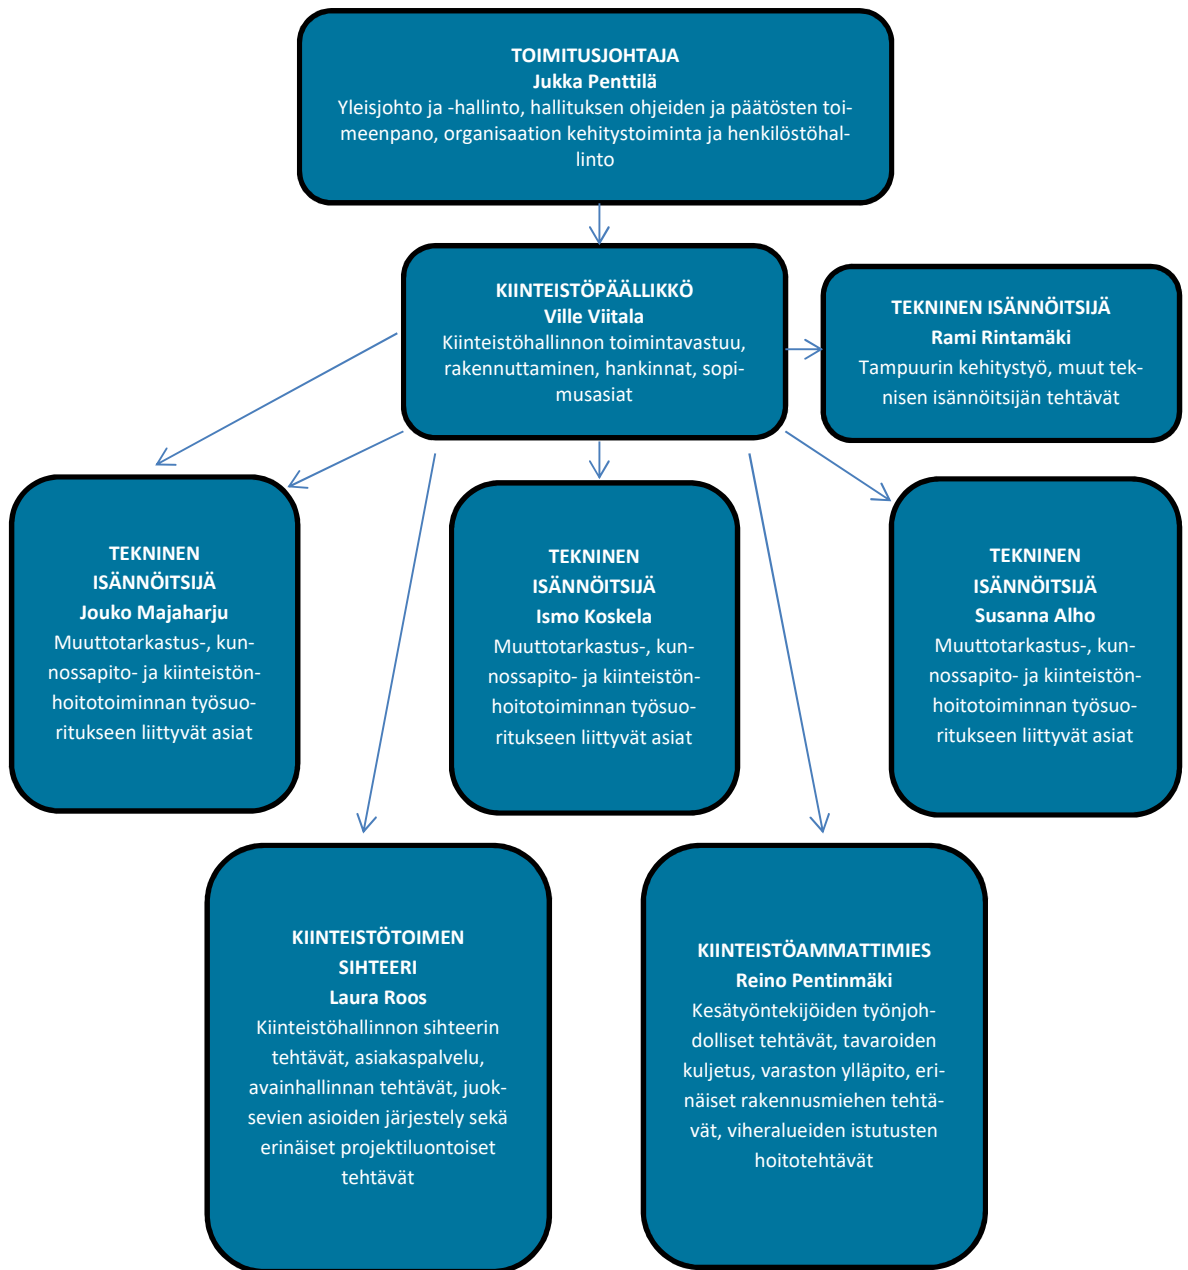 TOIMITUSJOHTAJA
Jukka Penttilä
Yleisjohto ja -hallinto, hallituksen ohjeiden ja päätösten toi-
meenpano, organisaation kehitystoiminta ja henkilöstöhal-
linto
KIINTEISTÖPÄÄLLIKKÖ
Ville Viitala
Kiinteistöhallinnon toimintavastuu,
rakennuttaminen, hankinnat, sopi-
musasiat
TEKNINEN ISÄNNÖITSIJÄ
Rami Rintamäki
Tampuurin kehitystyö, muut tek-
nisen isännöitsijän tehtävät
TEKNINEN
ISÄNNÖITSIJÄ
Jouko Majaharju
Muuttotarkastus-, kun-
nossapito- ja kiinteistön-
hoitotoiminnan työsuo-
ritukseen liittyvät asiat
TEKNINEN
ISÄNNÖITSIJÄ
Ismo Koskela
Muuttotarkastus-, kun-
nossapito- ja kiinteistön-
hoitotoiminnan työsuo-
ritukseen liittyvät asiat
TEKNINEN
ISÄNNÖITSIJÄ
Susanna Alho
Muuttotarkastus-, kun-
nossapito- ja kiinteistön-
hoitotoiminnan työsuo-
ritukseen liittyvät asiat
KIINTEISTÖTOIMEN
SIHTEERI
Laura Roos
Kiinteistöhallinnon sihteerin
tehtävät, asiakaspalvelu,
avainhallinnan tehtävät, juok-
sevien asioiden järjestely sekä
erinäiset projektiluontoiset
tehtävät
KIINTEISTÖAMMATTIMIES
Reino Pentinmäki
Kesätyöntekijöiden työnjoh-
dolliset tehtävät, tavaroiden
kuljetus, varaston ylläpito, eri-
näiset rakennusmiehen tehtä-
vät, viheralueiden istutusten
hoitotehtävät